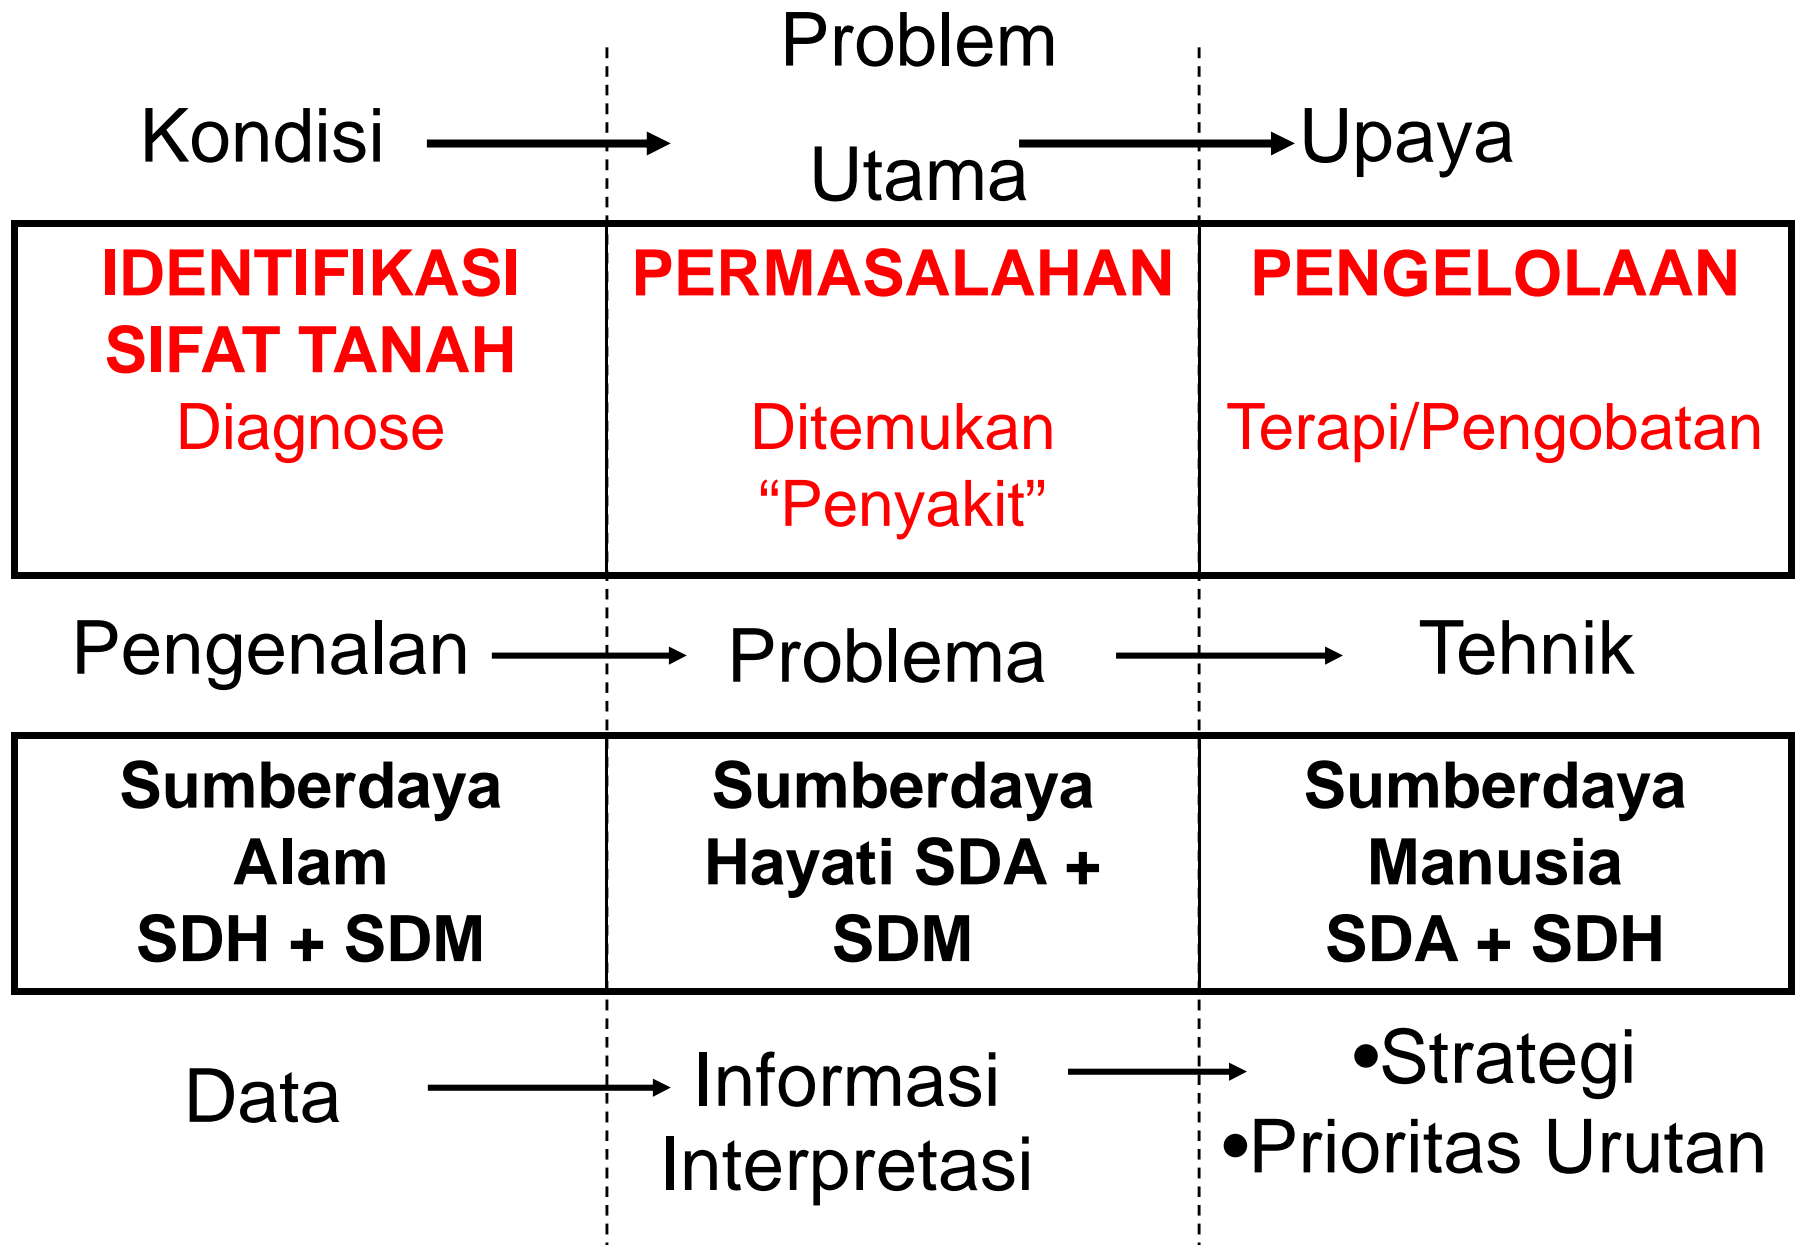 Problem
Kondisi
Utama
Upaya
IDENTIFIKASI
SIFAT TANAH
Diagnose
PERMASALAHAN
Ditemukan
“Penyakit”
PENGELOLAAN
Terapi/Pengobatan
Pengenalan
Problema
Tehnik
Sumberdaya
Alam
SDH + SDM
Sumberdaya
Hayati SDA +
SDM
Sumberdaya
Manusia
SDA + SDH
Data
Informasi
Interpretasi
•Strategi
•Prioritas Urutan